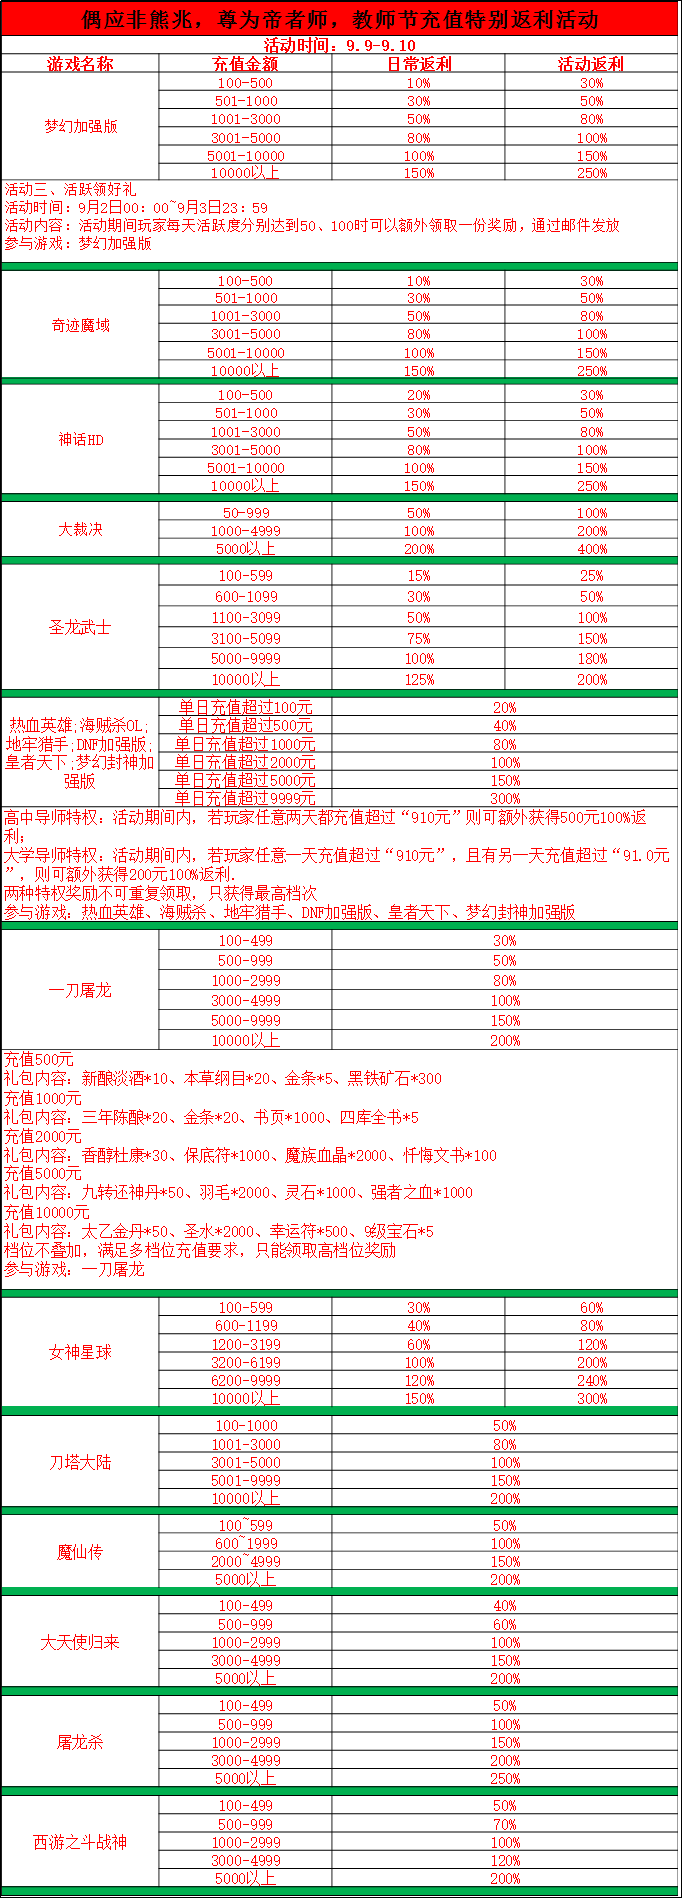 偶应非熊兆，尊为帝者师，教师节充值特别返利活动
活动时间：9.9-9.10
游戏名称 充值金额 日常返利 活动返利
梦幻加强版
100-500 10% 30%
501-1000 30% 50%
1001-3000 50% 80%
3001-5000 80% 100%
5001-10000 100% 150%
10000以上 150% 250%
活动三、活跃领好礼
活动时间：9月2日00：00~9月3日23：59
活动内容：活动期间玩家每天活跃度分别达到50、100时可以额外领取一份奖励，通过邮件发放
参与游戏：梦幻加强版
奇迹魔域
100-500 10% 30%
501-1000 30% 50%
1001-3000 50% 80%
3001-5000 80% 100%
5001-10000 100% 150%
10000以上 150% 250%
神话HD
100-500 20% 30%
501-1000 30% 50%
1001-3000 50% 80%
3001-5000 80% 100%
5001-10000 100% 150%
10000以上 150% 250%
大裁决
50-999 50% 100%
1000-4999 100% 200%
5000以上 200% 400%
圣龙武士
100-599 15% 25%
600-1099 30% 50%
1100-3099 50% 100%
3100-5099 75% 150%
5000-9999 100% 180%
10000以上 125% 200%
热血英雄;海贼杀OL;
地牢猎手;DNF加强版;
皇者天下;梦幻封神加
强版
单日充值超过100元 20%
单日充值超过500元 40%
单日充值超过1000元 80%
单日充值超过2000元 100%
单日充值超过5000元 150%
单日充值超过9999元 300%
高中导师特权：活动期间内，若玩家任意两天都充值超过“910元”则可额外获得500元100%返
利；
大学导师特权：活动期间内，若玩家任意一天充值超过“910元”，且有另一天充值超过“91.0元
”，则可额外获得200元100%返利.
两种特权奖励不可重复领取，只获得最高档次
参与游戏：热血英雄、海贼杀、地牢猎手、DNF加强版、皇者天下、梦幻封神加强版
一刀屠龙
100-499 30%
500-999 50%
1000-2999 80%
3000-4999 100%
5000-9999 150%
10000以上 200%
充值500元
礼包内容：新酿淡酒*10、本草纲目*20、金条*5、黑铁矿石*300
充值1000元
礼包内容：三年陈酿*20、金条*20、书页*1000、四库全书*5
充值2000元
礼包内容：香醇杜康*30、保底符*1000、魔族血晶*2000、忏悔文书*100
充值5000元
礼包内容：九转还神丹*50、羽毛*2000、灵石*1000、强者之血*1000
充值10000元
礼包内容：太乙金丹*50、圣水*2000、幸运符*500、9级宝石*5
档位不叠加，满足多档位充值要求，只能领取高档位奖励
参与游戏：一刀屠龙
女神星球
100-599 30% 60%
600-1199 40% 80%
1200-3199 60% 120%
3200-6199 100% 200%
6200-9999 120% 240%
10000以上 150% 300%
刀塔大陆
100-1000 50%
1001-3000 80%
3001-5000 100%
5001-9999 150%
10000以上 200%
魔仙传
100~599 50%
600~1999 100%
2000~4999 150%
5000以上 200%
大天使归来
100-499 40%
500-999 60%
1000-2999 100%
3000-4999 150%
5000以上 200%
屠龙杀
100-499 50%
500-999 100%
1000-2999 150%
3000-4999 200%
5000以上 250%
西游之斗战神
100-499 50%
500-999 70%
1000-2999 100%
3000-4999 120%
5000以上 200%